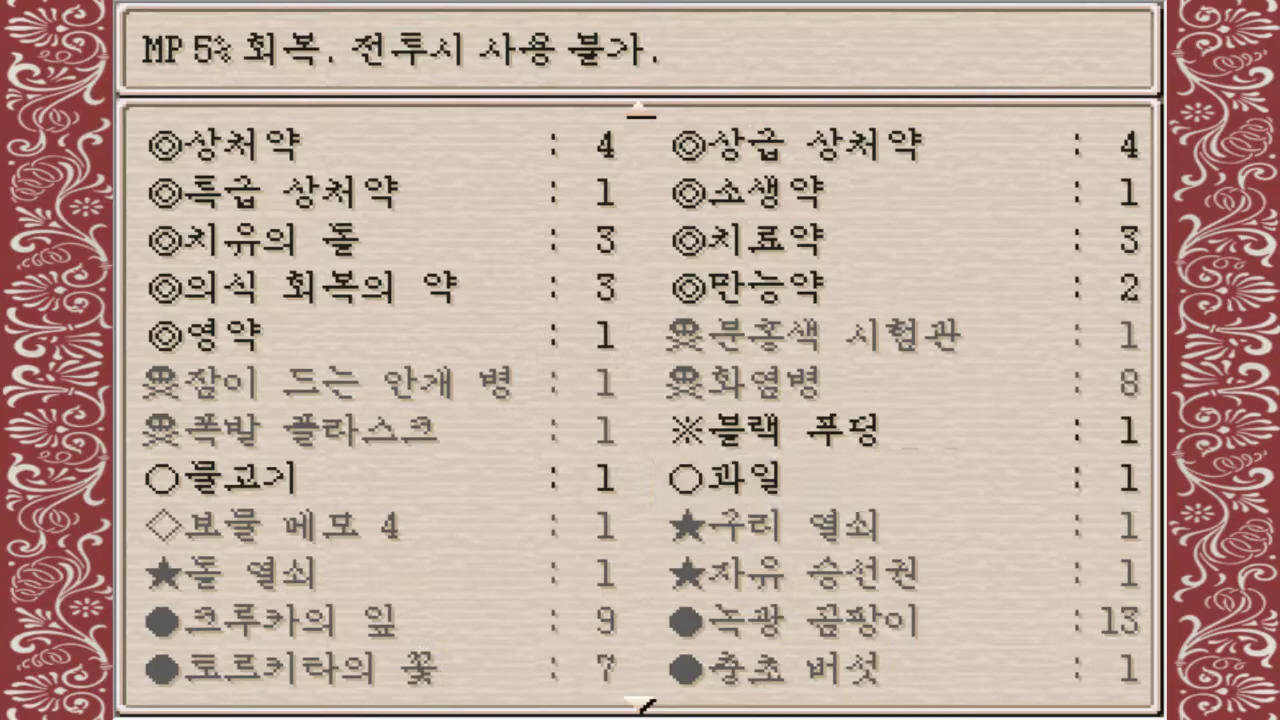 MP 5% 회복. 전투시 사용 불가.
◎상처약 : 4 ◎상급 상처약 : 4
◎특급 상처약 : 1 ◎소생약 : 1
◎치유의 돌 : 3 ◎치료약 : 3
◎의식 회복의 약 : 3 ◎만능약 : 2
◎영약 : 1 ☠분홍색 시험관 : 1
☠잠이 드는 안개 병 : 1 ☠화염병 : 8
☠폭발 플라스크 : 1 ※블랙 푸딩 : 1
○물고기 : 1 ○과일 : 1
◇보물 메모 4 : 1 ★구리 열쇠 : 1
★돌 열쇠 : 1 ★자유 승선권 : 1
●크루카의 잎 : 9 ●녹광 곰팡이 : 13
●토르키타의 꽃 : 7 ●충초 버섯 : 1